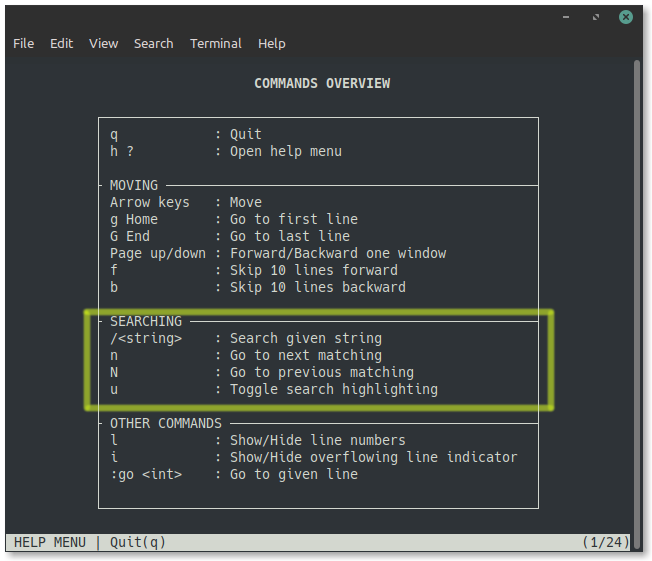 File Edit View Search Terminal Help
COMMANDS OVERVIEW
q : Quit
h ? : Open help menu
MOVING
Arrow keys : Move
g Home : Go to first line
G End : Go to last line
Page up/down : Forward/Backward one window
f : Skip 10 lines forward
b : Skip 10 lines backward
SEARCHING
/<string> : Search given string
n : Go to next matching
N : Go to previous matching
u : Toggle search highlighting
OTHER COMMANDS
l : Show/Hide line numbers
i : Show/Hide overflowing line indicator
:go <int> : Go to given line
HELP MENU | Quit(q) (1/24)